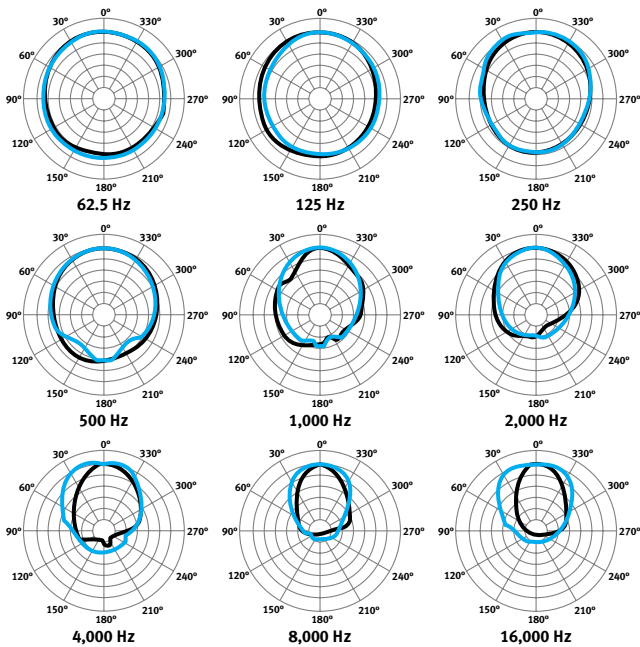 0° 0° 0°
30° 330° 30° 330° 30° 330°
60° 300° 60° 300° 60° 300°
90° 270° 90° 270° 90° 270°
120° 240° 120° 240° 120° 240°
150° 210° 150° 210° 150° 210°
180° 180° 180°
62.5 Hz 125 Hz 250 Hz
0° 0° 0°
30° 330° 30° 330° 30° 330°
60° 300° 60° 300° 60° 300°
90° 270° 90° 270° 90° 270°
120° 240° 120° 240° 120° 240°
150° 210° 150° 210° 150° 210°
180° 180° 180°
500 Hz 1,000 Hz 2,000 Hz
0° 0° 0°
30° 330° 30° 330° 30° 330°
60° 300° 60° 300° 60° 300°
90° 270° 90° 270° 90° 270°
120° 240° 120° 240° 120° 240°
150° 210° 150° 210° 150° 210°
180° 180° 180°
4,000 Hz 8,000 Hz 16,000 Hz